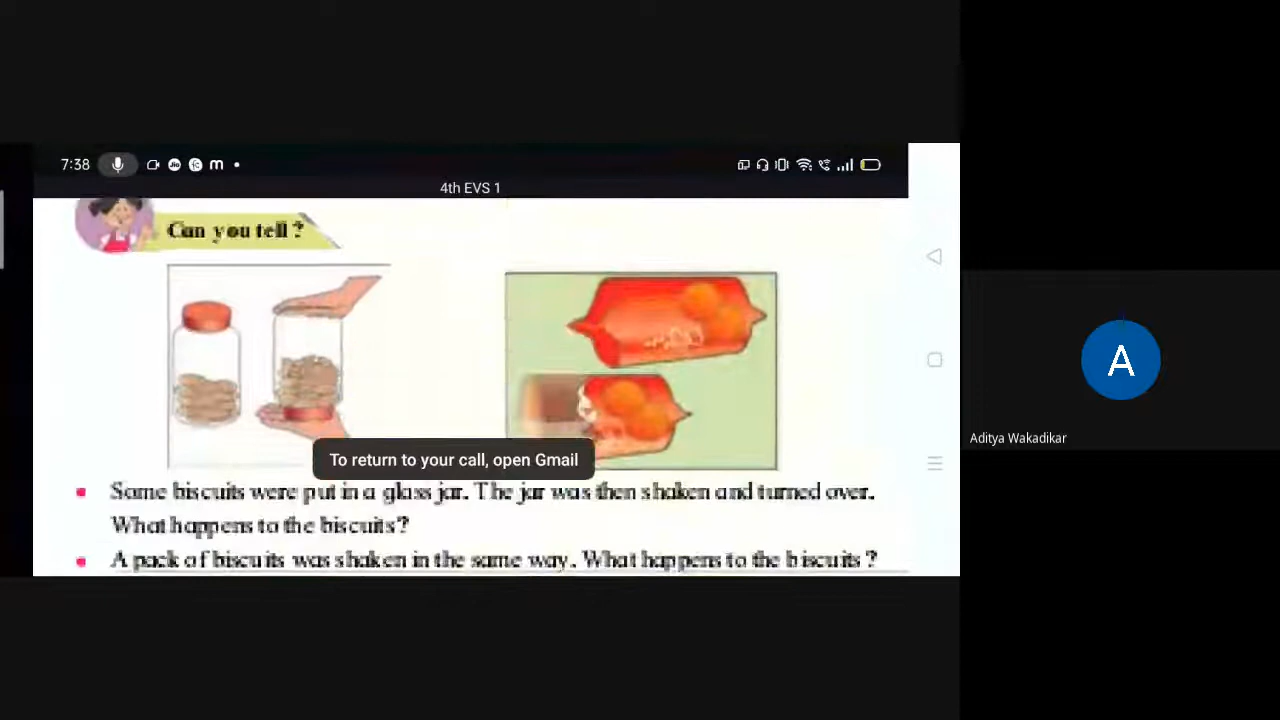 7:38
4th EVS 1
Can you tell ?
To return to your call, open Gmail
Some biscuits were put in a glass jar. The jar was then shaken and turned over.
What happens to the biscuits?
A pack of biscuits was shaken in the same way. What happens to the biscuits ?
A
Aditya Wakadikar